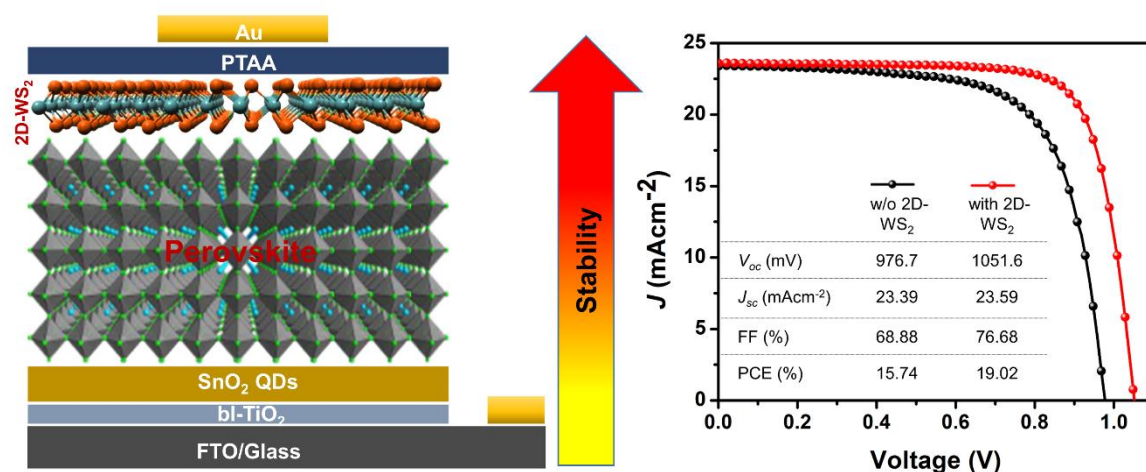 Au
PTAA
2D-WS₂
Perovskite
SnO₂ QDs
bl-TiO₂
FTO/Glass
Stability
J (mAcm⁻²)
25
20
15
10
5
0
w/o 2D-
WS₂
with 2D-
WS₂
V_oc (mV) 976.7 1051.6
J_sc (mAcm⁻²) 23.39 23.59
FF (%) 68.88 76.68
PCE (%) 15.74 19.02
0.0 0.2 0.4 0.6 0.8 1.0
Voltage (V)